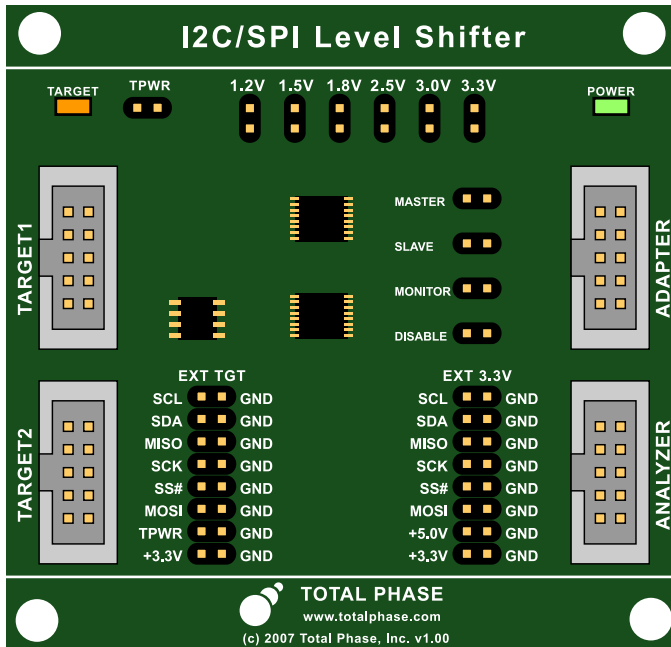 I2C/SPI Level Shifter
TARGET
TPWR
1.2V 1.5V 1.8V 2.5V 3.0V 3.3V
POWER
TARGET1
MASTER
SLAVE
MONITOR
DISABLE
ADAPTER
TARGET2
EXT TGT
SCL GND
SDA GND
MISO GND
SCK GND
SS# GND
MOSI GND
TPWR GND
+3.3V GND
EXT 3.3V
SCL GND
SDA GND
MISO GND
SCK GND
SS# GND
MOSI GND
+5.0V GND
+3.3V GND
ANALYZER
TOTAL PHASE
www.totalphase.com
(c) 2007 Total Phase, Inc. v1.00